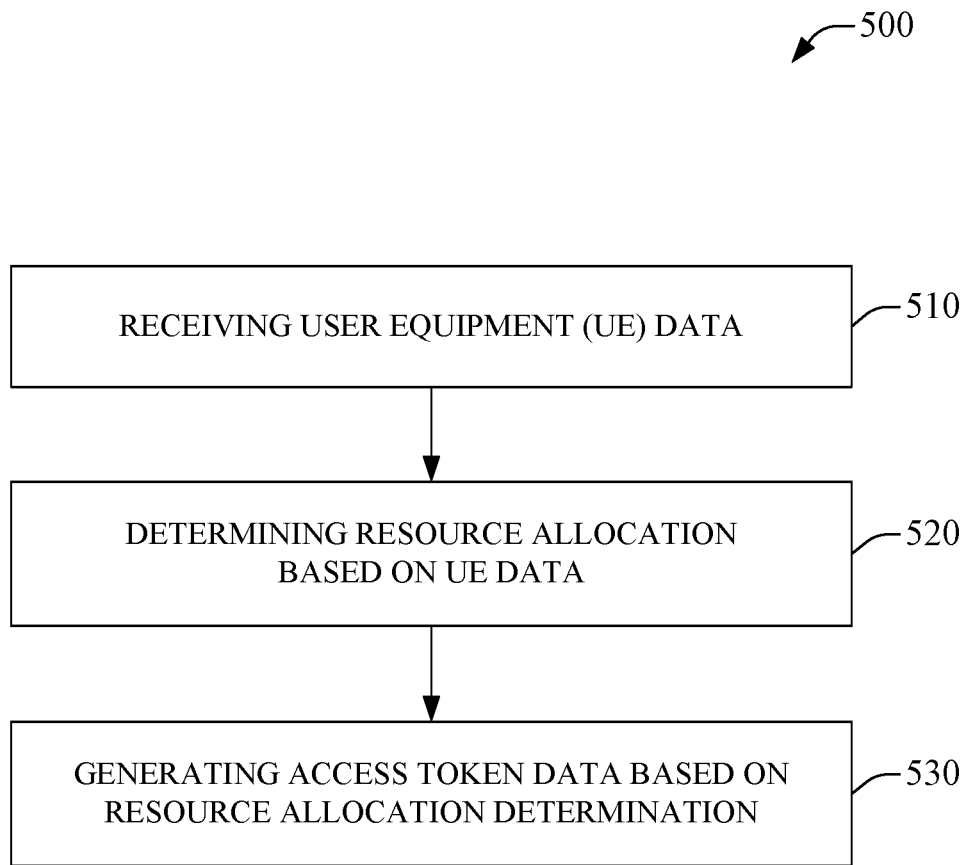 500
RECEIVING USER EQUIPMENT (UE) DATA
510
DETERMINING RESOURCE ALLOCATION
BASED ON UE DATA
520
GENERATING ACCESS TOKEN DATA BASED ON
RESOURCE ALLOCATION DETERMINATION
530